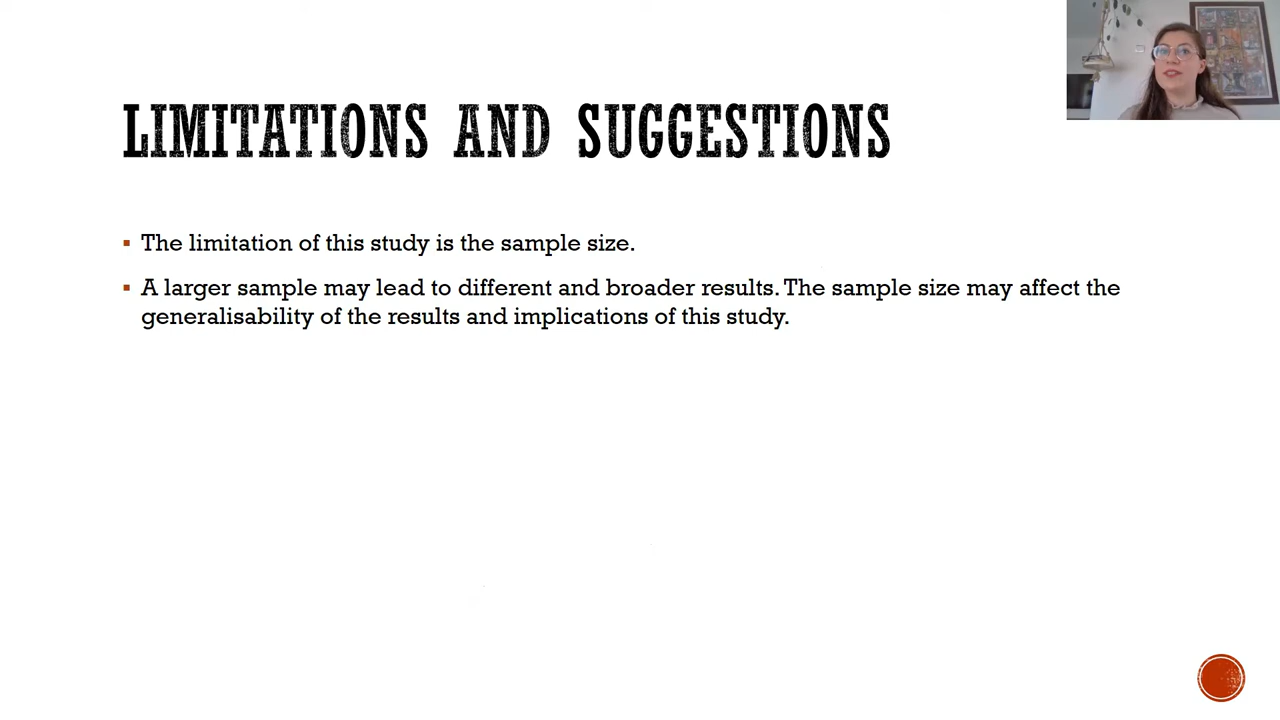 LIMITATIONS AND SUGGESTIONS
The limitation of this study is the sample size.
A larger sample may lead to different and broader results. The sample size may affect the
generalisability of the results and implications of this study.